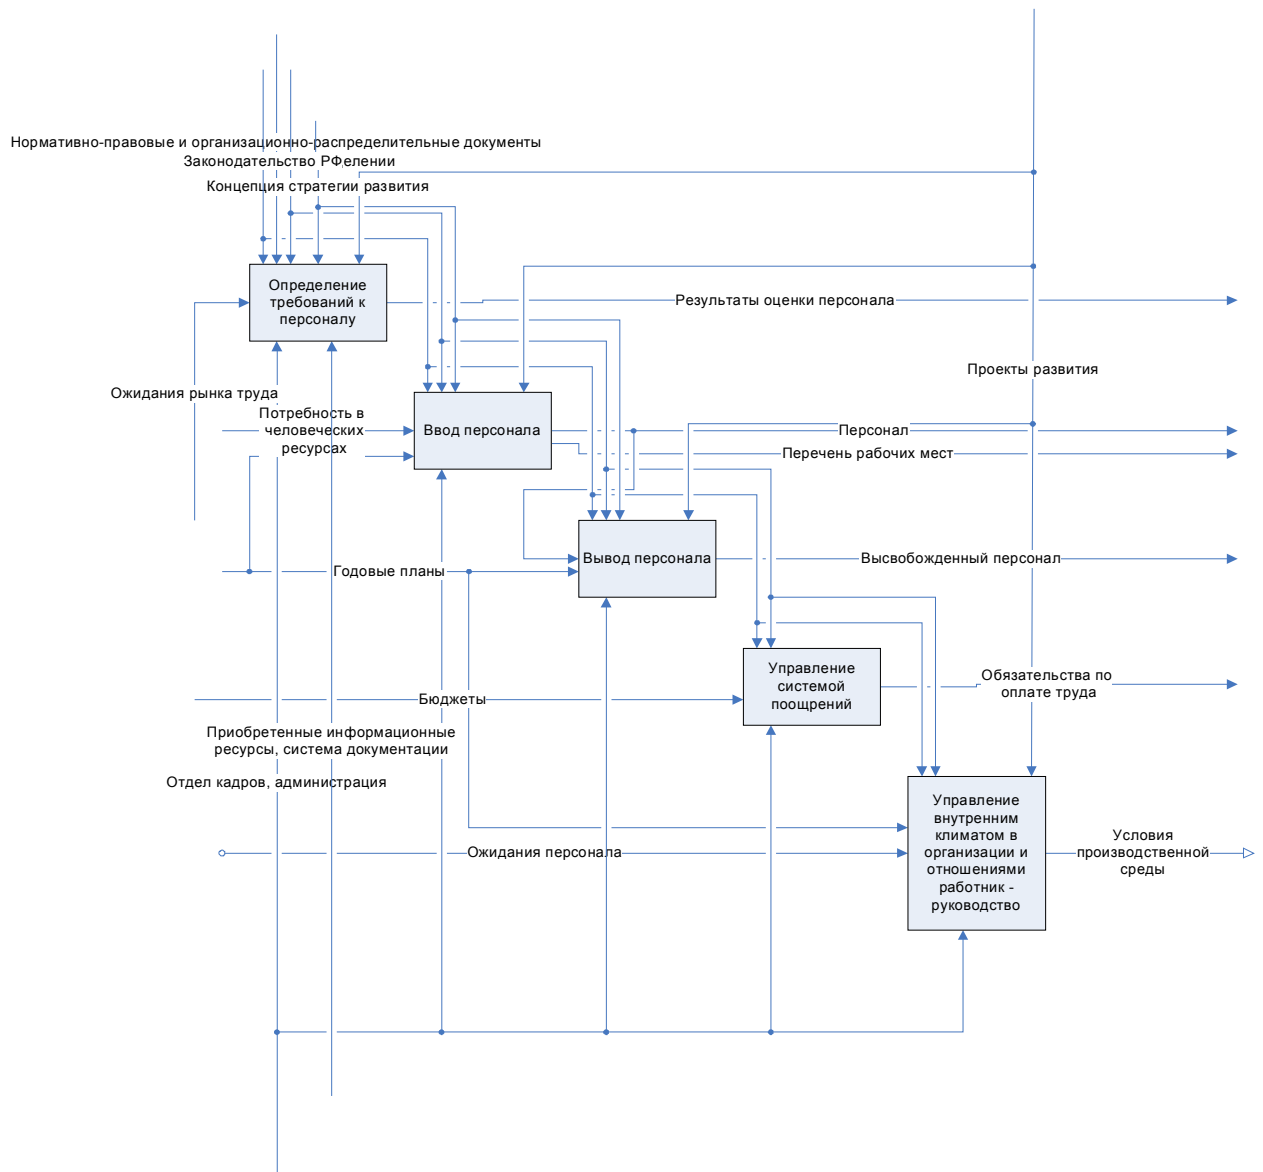 Нормативно-правовые и организационно-распределительные документы
Законодательство РФ
елении
Концепция стратегии развития
Определение
требований к
персоналу
Результаты оценки персонала
Проекты развития
Ожидания рынка труда
Потребность в
человеческих
ресурсах
Ввод персонала
Персонал
Перечень рабочих мест
Вывод персонала
Высвобожденный персонал
Годовые планы
Управление
системой
поощрений
Обязательства по
оплате труда
Бюджеты
Приобретенные информационные
ресурсы, система документации
Отдел кадров, администрация
Управление
внутренним
климатом в
организации и
отношениями
работник -
руководство
Ожидания персонала
Условия
производственной
среды